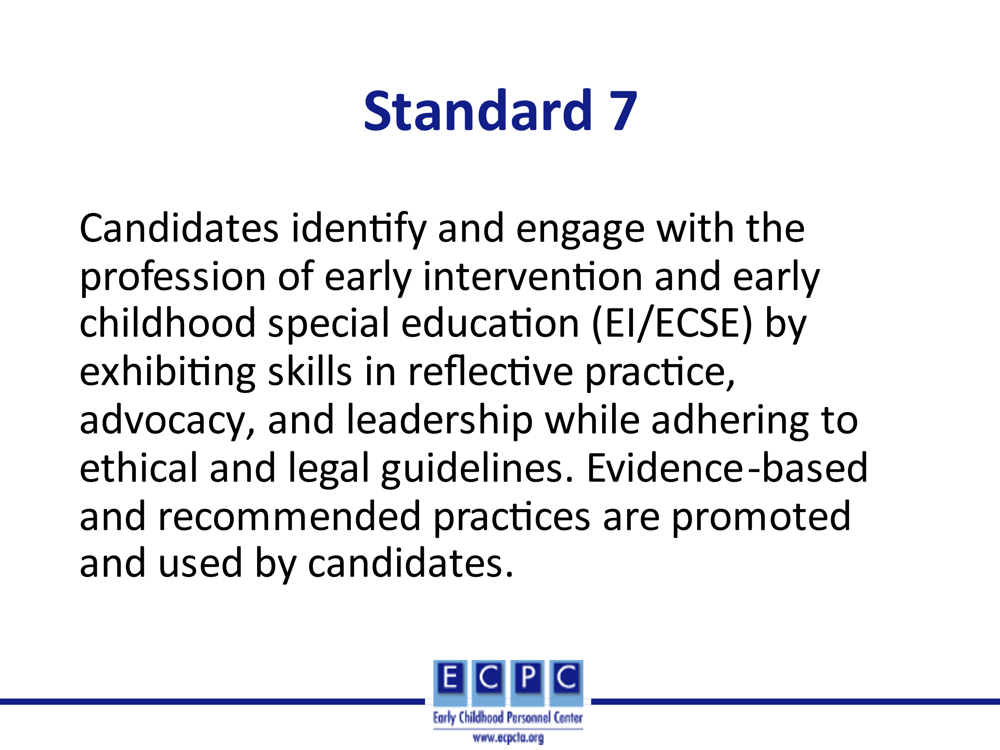 Standard 7
Candidates identify and engage with the
profession of early intervention and early
childhood special education (EI/ECSE) by
exhibiting skills in reflective practice,
advocacy, and leadership while adhering to
ethical and legal guidelines. Evidence-based
and recommended practices are promoted
and used by candidates.
E C P C
Early Childhood Personnel Center
www.ecpcta.org